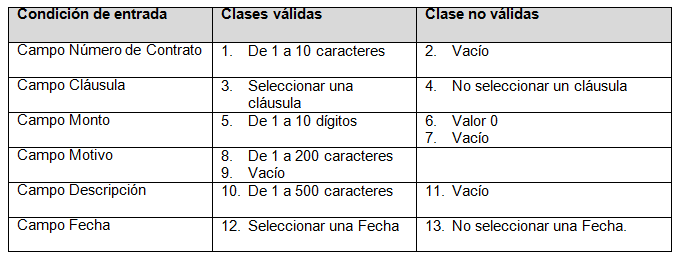 Condición de entrada Clases válidas Clase no válidas
Campo Número de Contrato 1. De 1 a 10 caracteres 2. Vacío
Campo Cláusula 3. Seleccionar una 4. No seleccionar un cláusula
cláusula
Campo Monto 5. De 1 a 10 dígitos 6. Valor 0
7. Vacío
Campo Motivo 8. De 1 a 200 caracteres
9. Vacío
Campo Descripción 10. De 1 a 500 caracteres 11. Vacío
Campo Fecha 12. Seleccionar una Fecha 13. No seleccionar una Fecha.